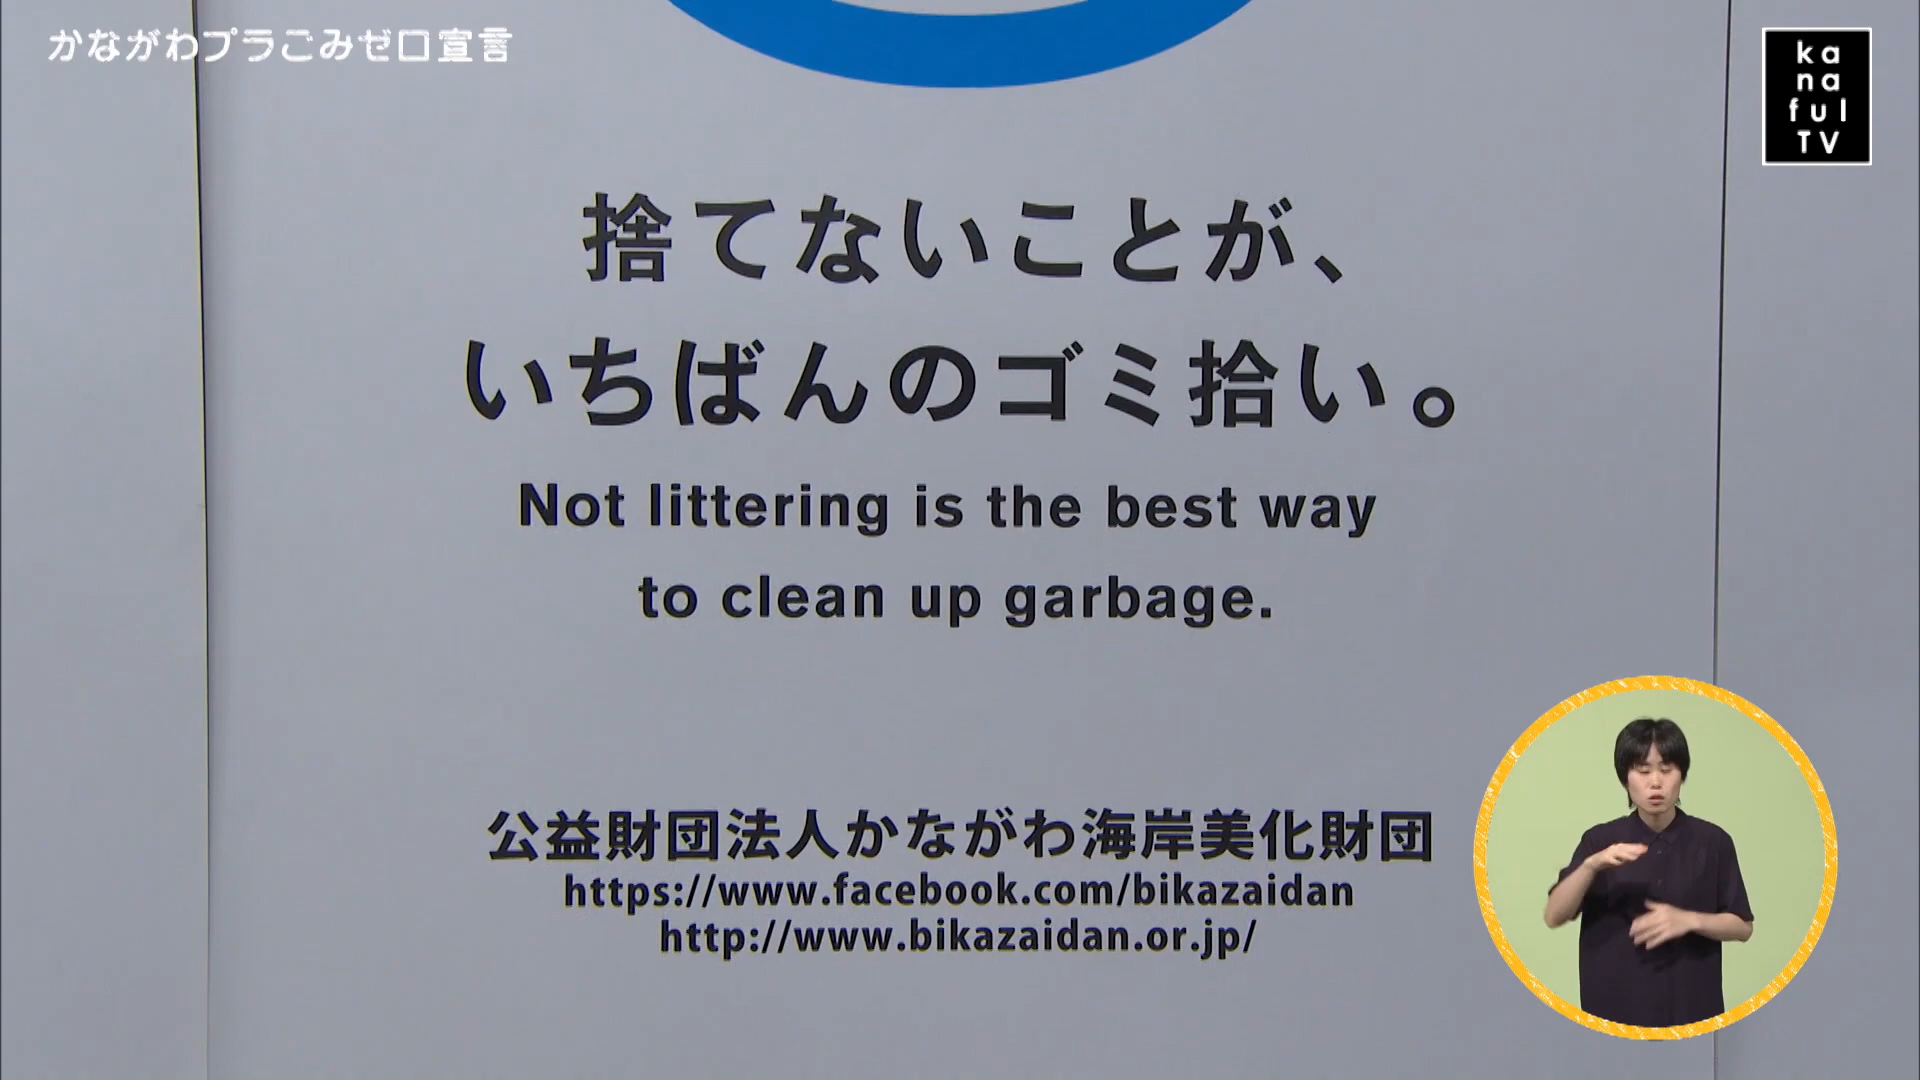 かながわプラごみゼロ宣言
ka
na
ful
TV
捨てないことが、
いちばんのゴミ拾い。
Not littering is the best way
to clean up garbage.
公益財団法人かながわ海岸美化財団
https://www.facebook.com/bikazaidan
http://www.bikazaidan.or.jp/